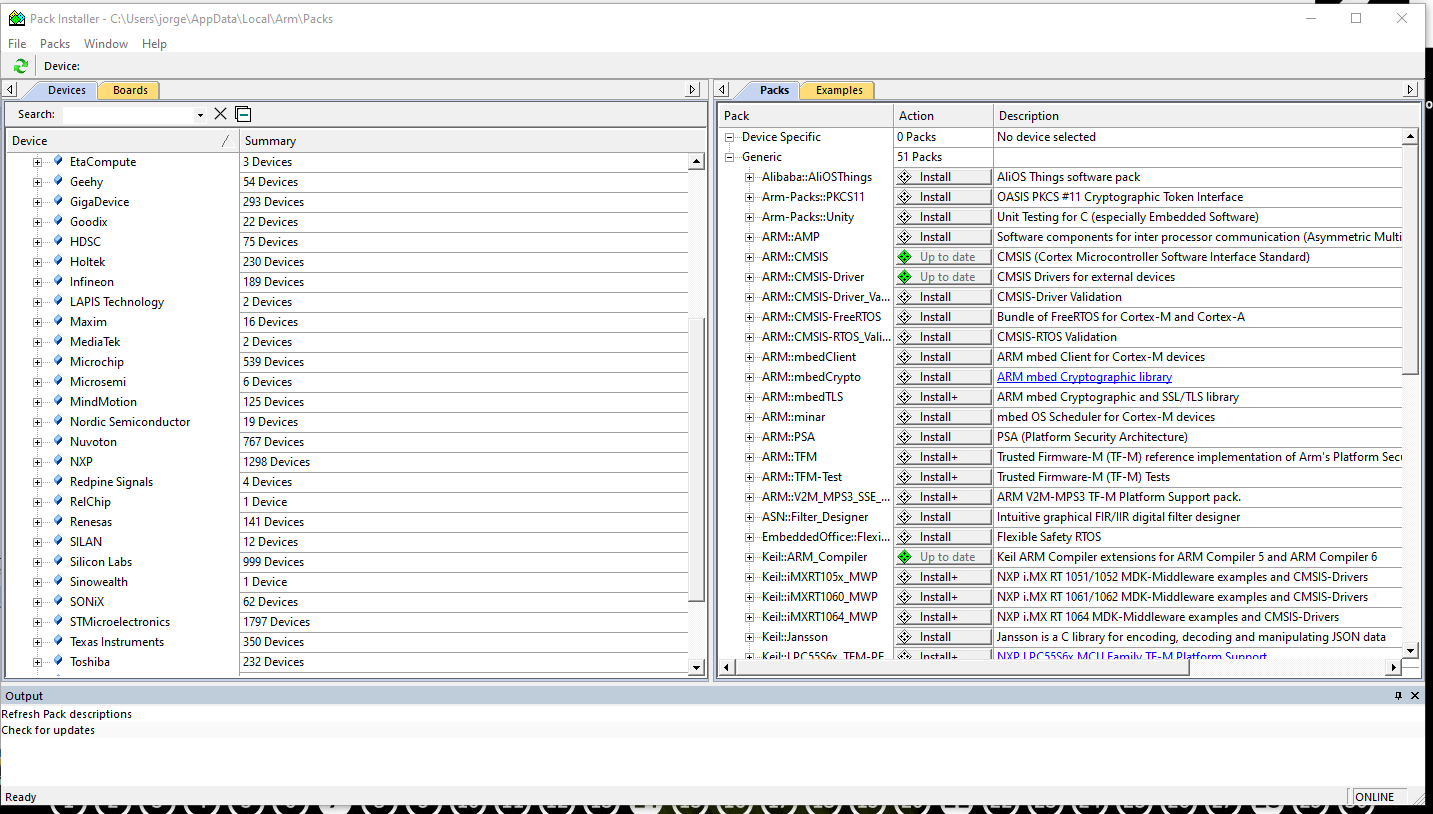 Pack Installer - C:\Users\jorge\AppData\Local\Arm\Packs
File Packs Window Help
Device:
Devices Boards
Search:
Device Summary
EtaCompute 3 Devices
Geehy 54 Devices
GigaDevice 293 Devices
Goodix 22 Devices
HDSC 75 Devices
Holtek 230 Devices
Infineon 189 Devices
LAPIS Technology 2 Devices
Maxim 16 Devices
MediaTek 2 Devices
Microchip 539 Devices
Microsemi 6 Devices
MindMotion 125 Devices
Nordic Semiconductor 19 Devices
Nuvoton 767 Devices
NXP 1298 Devices
Redpine Signals 4 Devices
RelChip 1 Device
Renesas 141 Devices
SILAN 12 Devices
Silicon Labs 999 Devices
Sinowealth 1 Device
SONiX 62 Devices
STMicroelectronics 1797 Devices
Texas Instruments 350 Devices
Toshiba 232 Devices
Packs Examples
Pack Action Description
Device Specific 0 Packs No device selected
Generic 51 Packs
Alibaba::AliOSThings Install AliOS Things software pack
Arm-Packs::PKCS11 Install OASIS PKCS #11 Cryptographic Token Interface
Arm-Packs::Unity Install Unit Testing for C (especially Embedded Software)
ARM::AMP Install Software components for inter processor communication (Asymmetric Multi
ARM::CMSIS Up to date CMSIS (Cortex Microcontroller Software Interface Standard)
ARM::CMSIS-Driver Up to date CMSIS Drivers for external devices
ARM::CMSIS-Driver_Va... Install CMSIS-Driver Validation
ARM::CMSIS-FreeRTOS Install Bundle of FreeRTOS for Cortex-M and Cortex-A
ARM::CMSIS-RTOS_Vali... Install CMSIS-RTOS Validation
ARM::mbedClient Install ARM mbed Client for Cortex-M devices
ARM::mbedCrypto Install ARM mbed Cryptographic library
ARM::mbedTLS Install+ ARM mbed Cryptographic and SSL/TLS library
ARM::minar Install mbed OS Scheduler for Cortex-M devices
ARM::PSA Install PSA (Platform Security Architecture)
ARM::TFM Install+ Trusted Firmware-M (TF-M) reference implementation of Arm's Platform Secu
ARM::TFM-Test Install+ Trusted Firmware-M (TF-M) Tests
ARM::V2M_MPS3_SSE_... Install+ ARM V2M-MPS3 TF-M Platform Support pack.
ASN::Filter_Designer Install Intuitive graphical FIR/IIR digital filter designer
EmbeddedOffice::Flexi... Install Flexible Safety RTOS
Keil::ARM_Compiler Up to date Keil ARM Compiler extensions for ARM Compiler 5 and ARM Compiler 6
Keil::iMXRT105x_MWP Install+ NXP i.MX RT 1051/1052 MDK-Middleware examples and CMSIS-Drivers
Keil::iMXRT1060_MWP Install+ NXP i.MX RT 1061/1062 MDK-Middleware examples and CMSIS-Drivers
Keil::iMXRT1064_MWP Install+ NXP i.MX RT 1064 MDK-Middleware examples and CMSIS-Drivers
Keil::Jansson Install Jansson is a C library for encoding, decoding and manipulating JSON data
Keil::LPC55S6x_TFM-PF Install+ NXP LPC55S6x MCU Family TF-M Platform Support
Output
Refresh Pack descriptions
Check for updates
Ready ONLINE